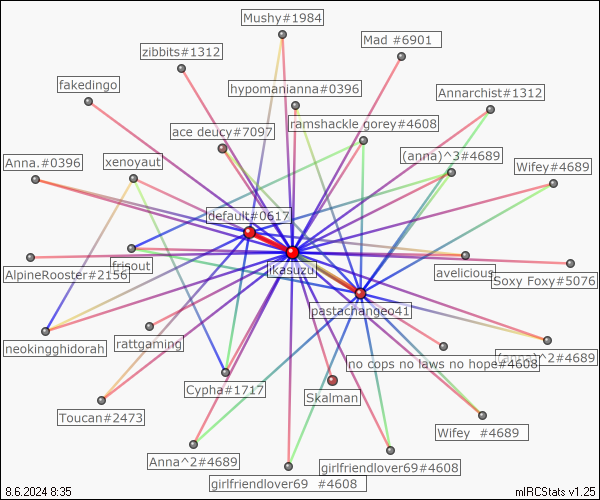 Mushy#1984
Mad #6901
zibbits#1312
fakedingo
hypomanianna#0396
Annarchist#1312
ace deucy#7097
ramshackle gorey#4608
Anna.#0396
xenoyaut
(anna)^3#4689
Wifey#4689
default#0617
frisout
ikasuzu
AlpineRooster#2156
avelicious
Soxy Foxy#5076
pastachangeo41
neokingghidorah
rattgaming
no cops no laws no hope#4608
(anna)^2#4689
Cypha#1717
Skalman
Toucan#2473
Wifey  #4689
Anna^2#4689
girlfriendlover69#4608
girlfriendlover69  #4608
8.6.2024 8:35
mIRCStats v1.25